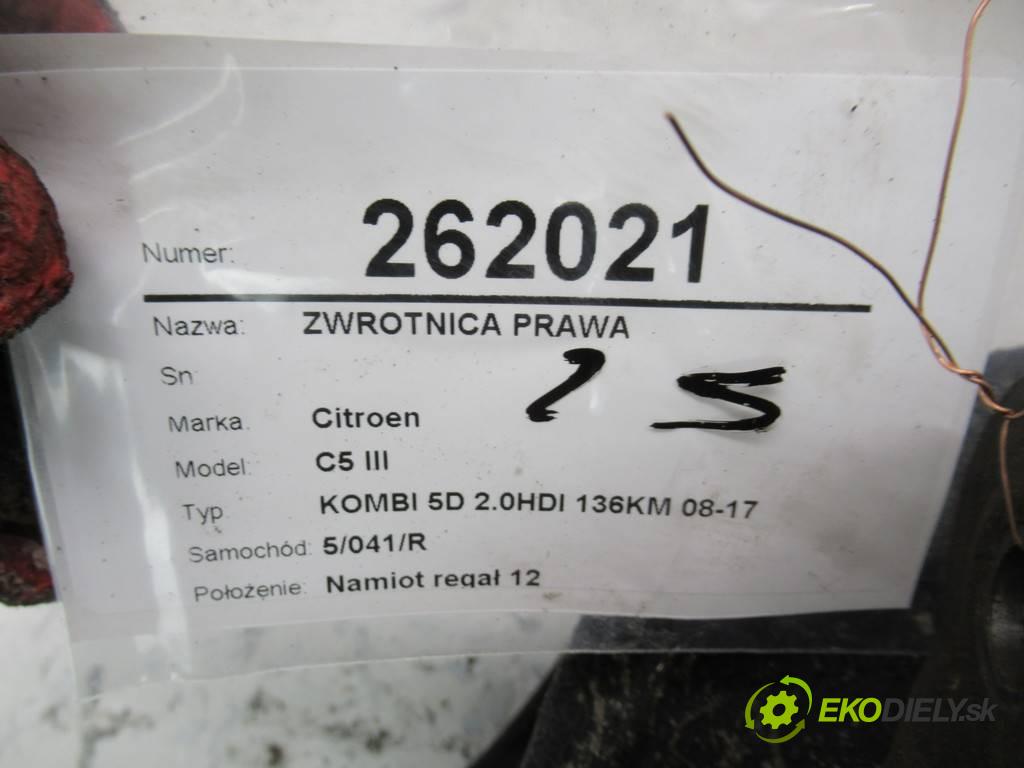 Numer: 262021
Nazwa: ZWROTNICA PRAWA
Sn
Marka. Citroen
Model: C5 III
Typ KOMBI 5D 2.0HDI 136KM 08-17
Samochód: 5/041/R
Położenie: Namiot regał 12
EKODIELY.sk